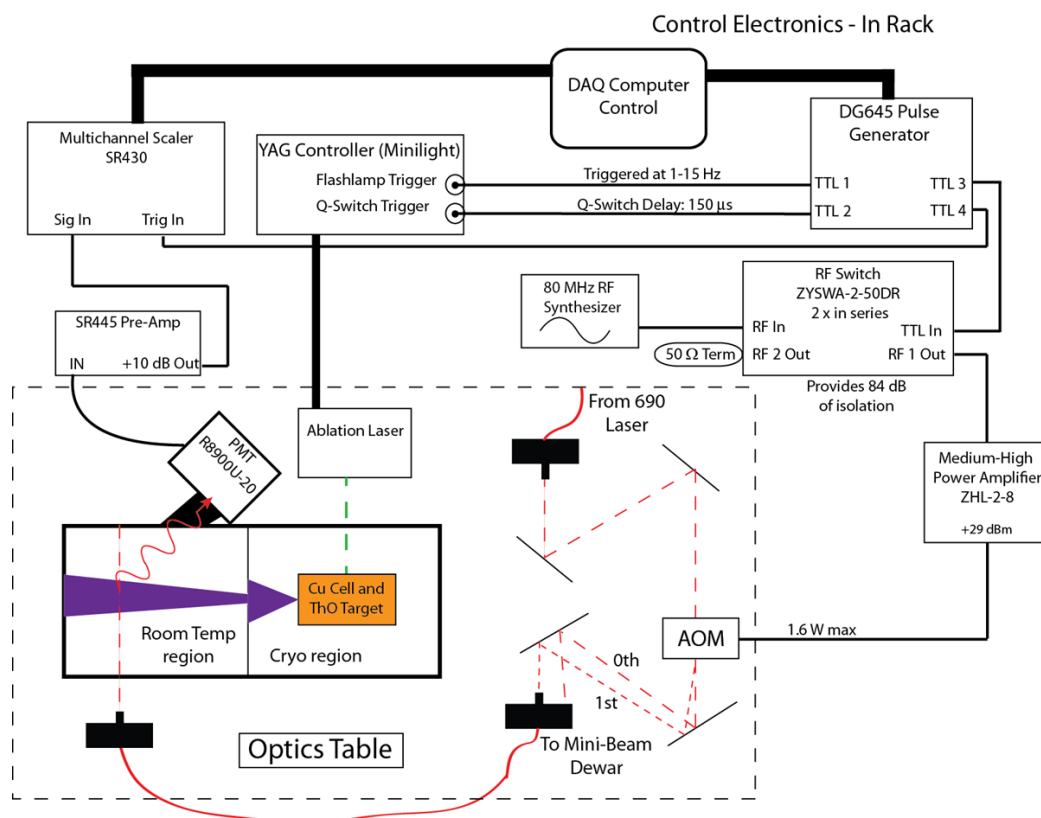 Control Electronics - In Rack
DAQ Computer
Control
DG645 Pulse
Generator
TTL 1
TTL 2
TTL 3
TTL 4
Multichannel Scaler
SR430
Sig In
Trig In
YAG Controller (Minilight)
Flashlamp Trigger
Q-Switch Trigger
Triggered at 1-15 Hz
Q-Switch Delay: 150 μs
80 MHz RF
Synthesizer
RF Switch
ZYSWA-2-50DR
2 x in series
RF In
TTL In
RF 2 Out
RF 1 Out
50 Ω Term
Provides 84 dB
of isolation
SR445 Pre-Amp
IN
+10 dB Out
PMT
R8900U-20
Ablation Laser
From 690
Laser
Medium-High
Power Amplifier
ZHL-2-8
+29 dBm
Cu Cell and
ThO Target
Room Temp
region
Cryo region
AOM
1.6 W max
0th
1st
To Mini-Beam
Dewar
Optics Table